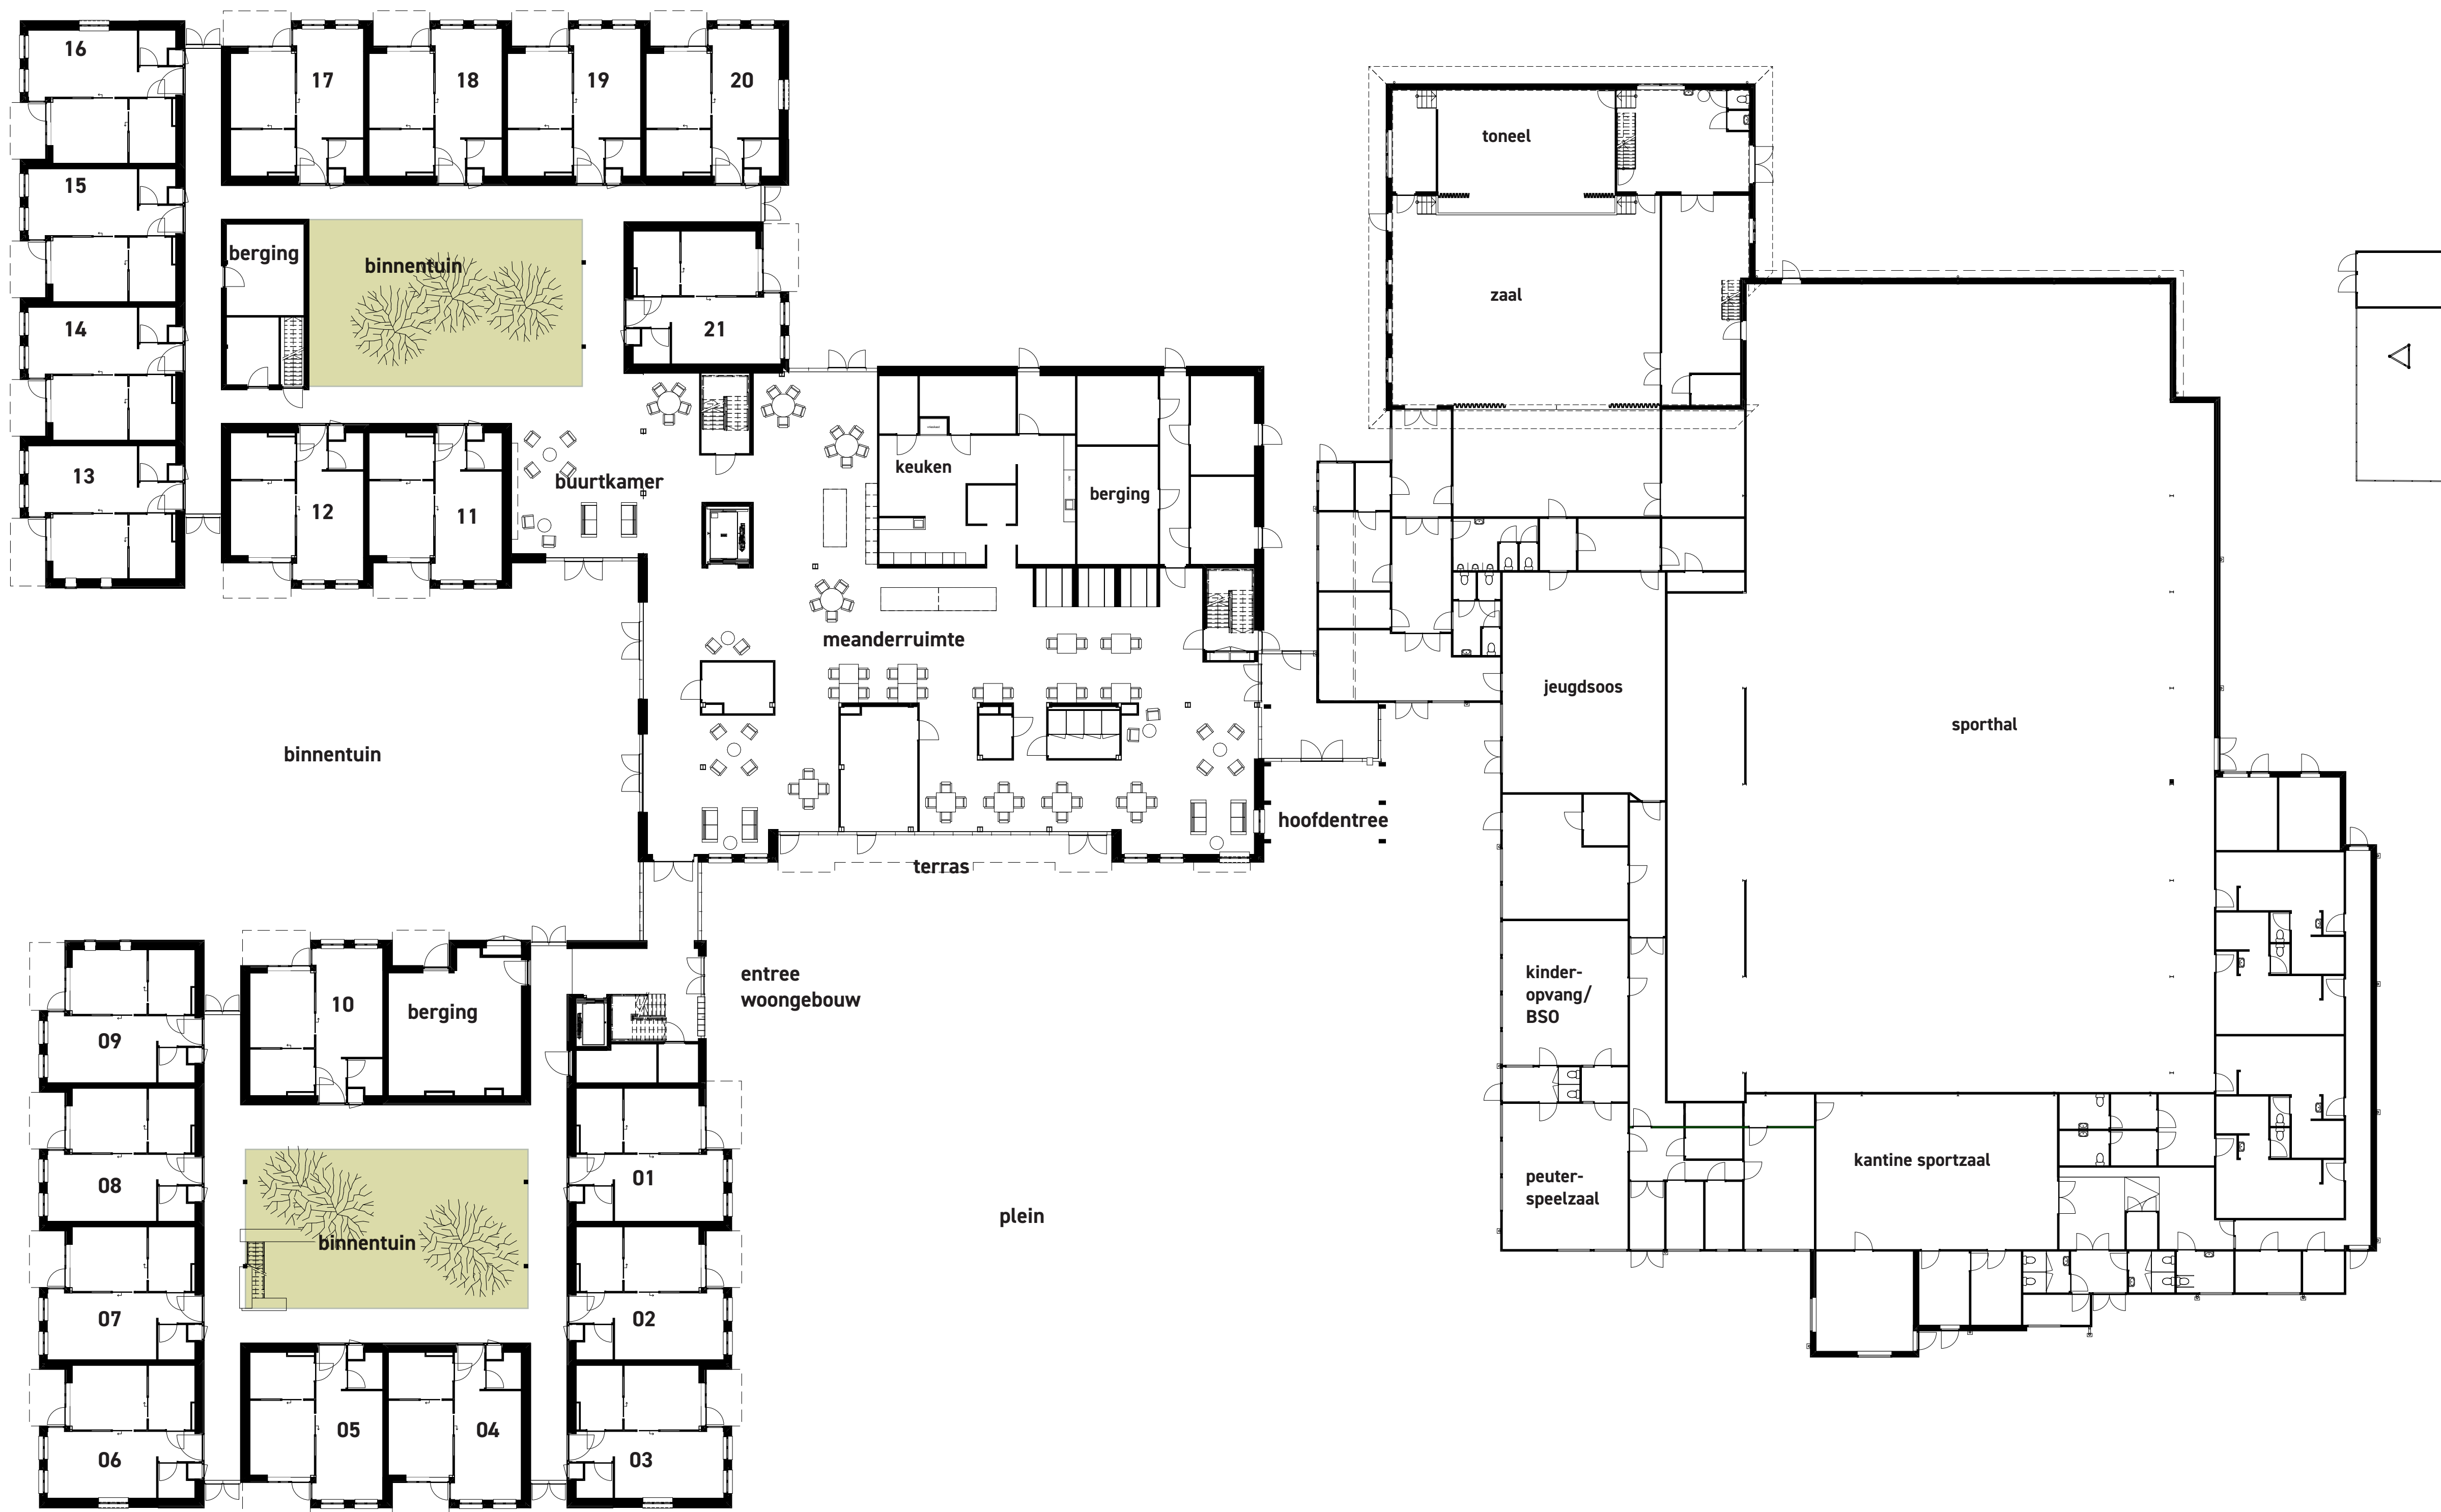 16
17
18
19
20
15
berging
binnentuin
14
21
13
12
11
buurtkamer
keuken
berging
meanderruimte
binnentuin
terras
hoofdentree
toneel
zaal
jeugdsoos
sporthal
kinder-
opvang/
BSO
peuter-
speelzaal
kantine sportzaal
entree
woongebouw
10
berging
09
08
01
binnentuin
07
02
plein
05
04
06
03